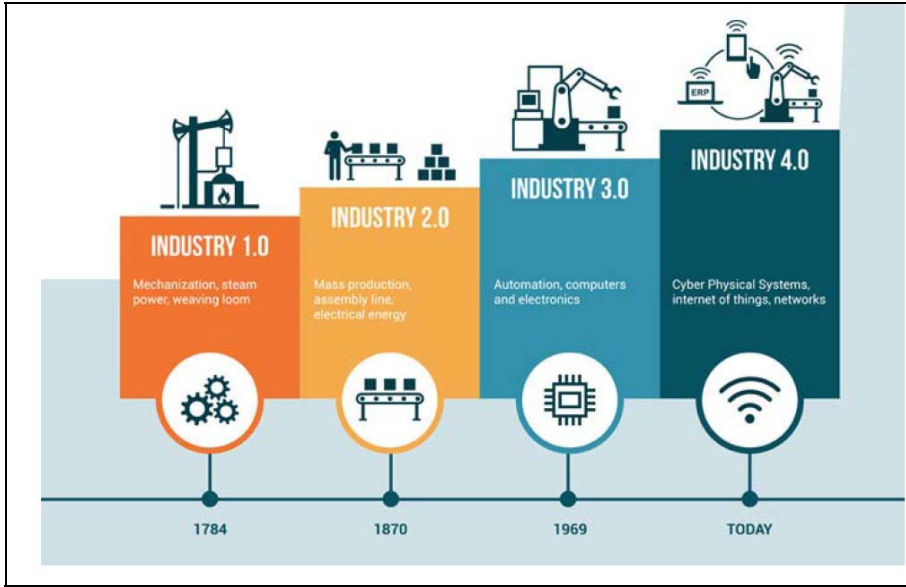 ERP
INDUSTRY 1.0
Mechanization, steam
power, weaving loom
INDUSTRY 2.0
Mass production,
assembly line,
electrical energy
INDUSTRY 3.0
Automation, computers
and electronics
INDUSTRY 4.0
Cyber Physical Systems,
internet of things, networks
1784
1870
1969
TODAY